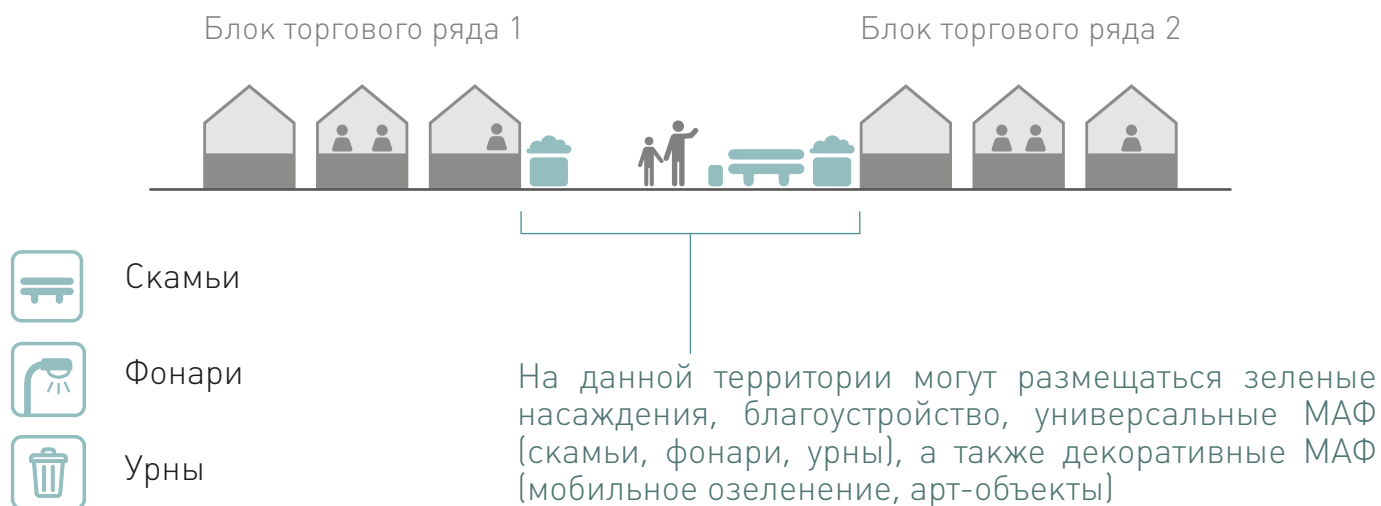 Блок торгового ряда 1
Блок торгового ряда 2
Скамьи
Фонари
Урны
На данной территории могут размещаться зеленые
насаждения, благоустройство, универсальные МАФ
(скамьи, фонари, урны), а также декоративные МАФ
(мобильное озеленение, арт-объекты)